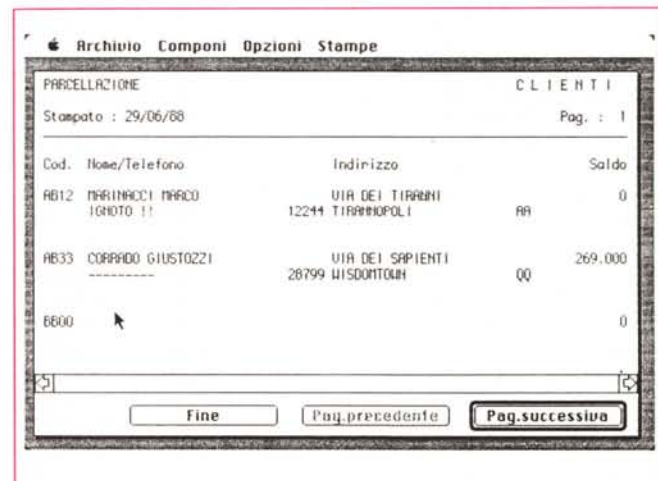 Archivio Componi Opzioni Stampe
PARCELLAZIONE CLIENTI
Stampato : 29/06/88 Pag. : 1
Cod. Nome/Telefono Indirizzo Saldo
AB12 MARINACCI MARCO VIA DEI TIRANNI 0
IGNOTO !! 12244 TIRANNOPOLI AA
AB33 CORRADO GIUSTOZZI VIA DEI SAPIENTI 269.000
--------- 28799 WISDOMTOWN QQ
BB00 0
Fine Pag.precedente Pag.successiva